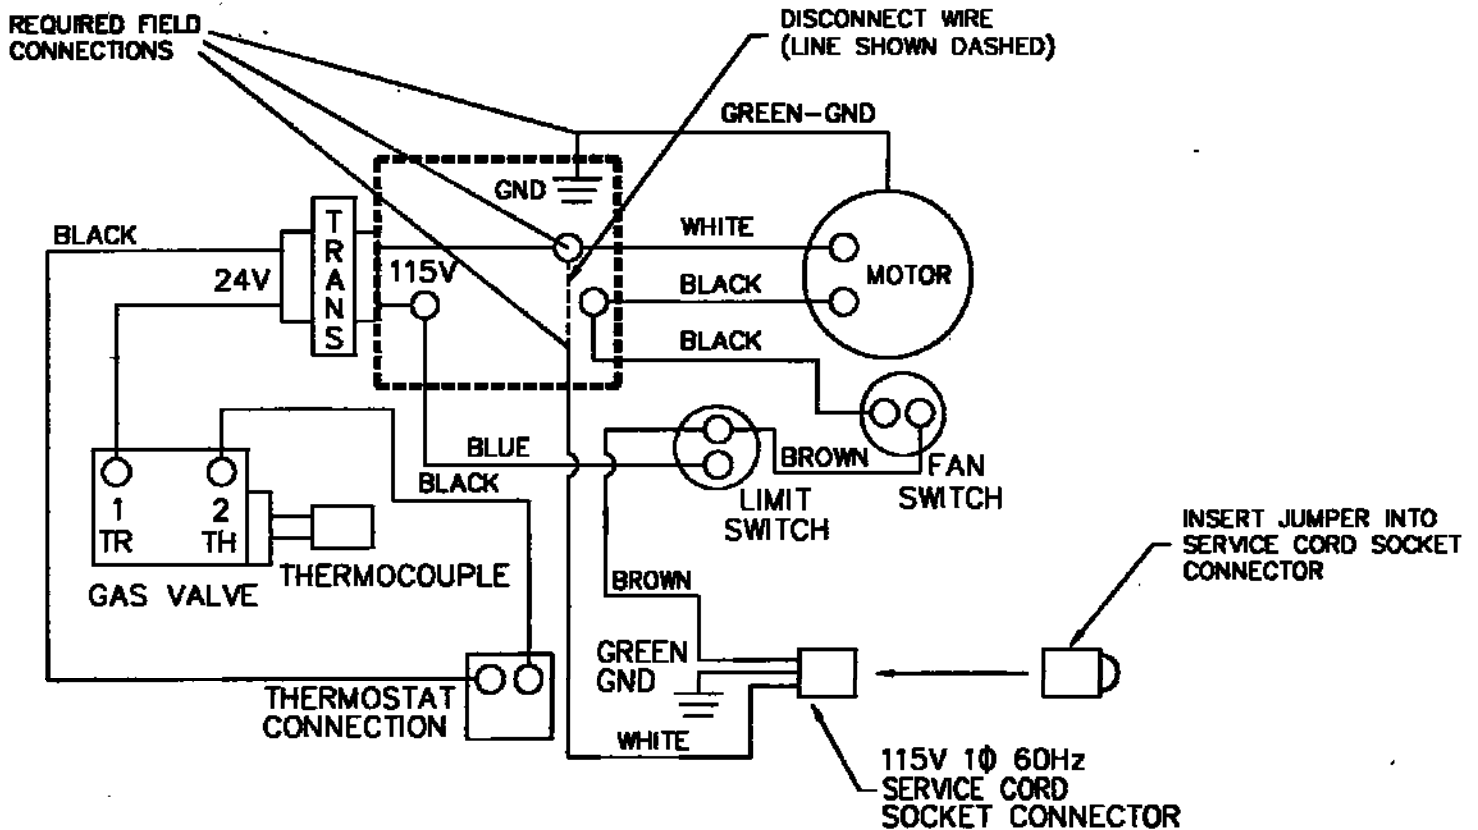 REQUIRED FIELD
CONNECTIONS
DISCONNECT WIRE
(LINE SHOWN DASHED)
GREEN-GND
GND
BLACK
24V
TRANS
115V
WHITE
BLACK
MOTOR
BLACK
BLUE
BLACK
BROWN
LIMIT
SWITCH
FAN
SWITCH
1
TR
2
TH
THERMOCOUPLE
GAS VALVE
INSERT JUMPER INTO
SERVICE CORD SOCKET
CONNECTOR
BROWN
GREEN
GND
THERMOSTAT
CONNECTION
WHITE
115V 1Φ 60Hz
SERVICE CORD
SOCKET CONNECTOR